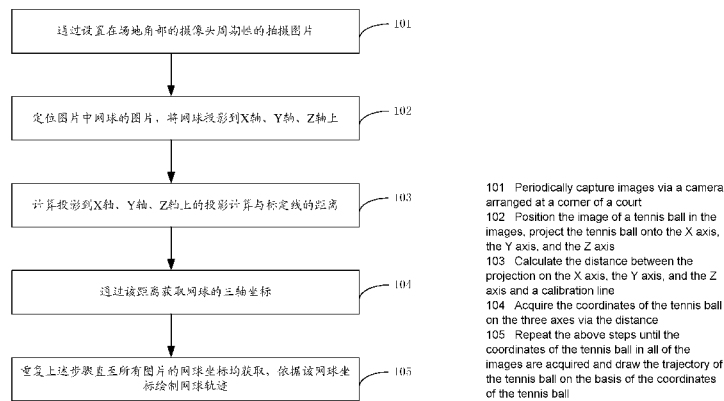 通过设置在场地角部的摄像头周期性的拍摄图片
101
定位图片中网球的图片，将网球投影到X轴、Y轴、Z轴上
102
计算投影到X轴、Y轴、Z轴上的投影计算与标定线的距离
103
通过该距离获取网球的三轴坐标
104
重复上述步骤直至所有图片的网球坐标均获取，依据该网球坐
标绘制网球轨迹
105
101 Periodically capture images via a camera
arranged at a corner of a court
102 Position the image of a tennis ball in the
images, project the tennis ball onto the X axis,
the Y axis, and the Z axis
103 Calculate the distance between the
projection on the X axis, the Y axis, and the Z
axis and a calibration line
104 Acquire the coordinates of the tennis ball
on the three axes via the distance
105 Repeat the above steps until the
coordinates of the tennis ball in all of the
images are acquired and draw the trajectory of
the tennis ball on the basis of the coordinates
of the tennis ball